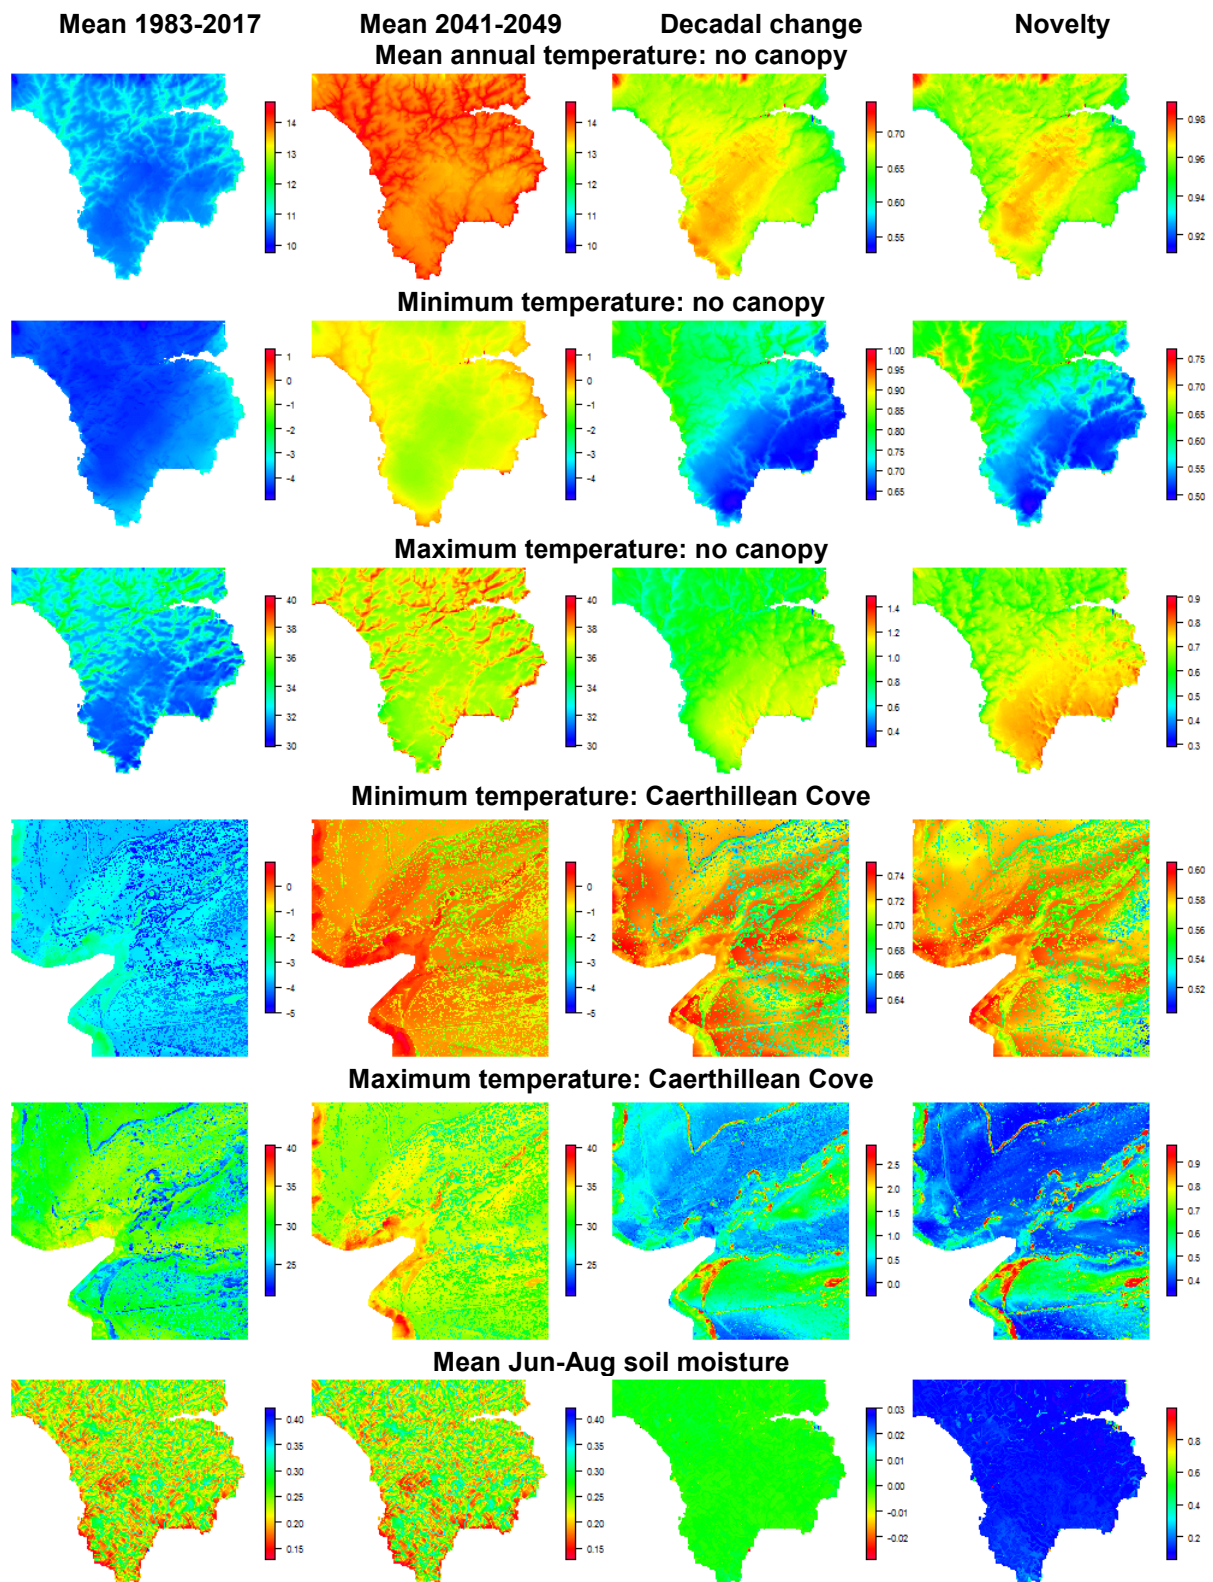 Mean 1983-2017 Mean 2041-2049 Decadal change Novelty
Mean annual temperature: no canopy
14 14 0.70 0.98
13 13 0.65 0.96
12 12 0.60 0.94
11 11 0.55 0.92
10 10
Minimum temperature: no canopy
1 1 1.00 0.75
0 0 0.95 0.70
-1 -1 0.90 0.65
-2 -2 0.85 0.60
-3 -3 0.80 0.55
-4 -4 0.75 0.50
0.70
0.65
Maximum temperature: no canopy
40 40 1.4 0.9
38 38 1.2 0.8
36 36 1.0 0.7
34 34 0.8 0.6
32 32 0.6 0.5
30 30 0.4 0.4
0.3
Minimum temperature: Caerthillean Cove
0 0 0.74 0.60
-1 -1 0.72 0.58
-2 -2 0.70 0.56
-3 -3 0.68 0.54
-4 -4 0.66 0.52
-5 -5 0.64
Maximum temperature: Caerthillean Cove
40 40 2.5 0.9
35 35 2.0 0.8
30 30 1.5 0.7
25 25 1.0 0.6
0.5 0.5
0.0 0.4
Mean Jun-Aug soil moisture
0.40 0.40 0.03 0.8
0.35 0.35 0.02 0.6
0.30 0.30 0.01 0.4
0.25 0.25 0.00 0.2
0.20 0.20 -0.01
0.15 0.15 -0.02